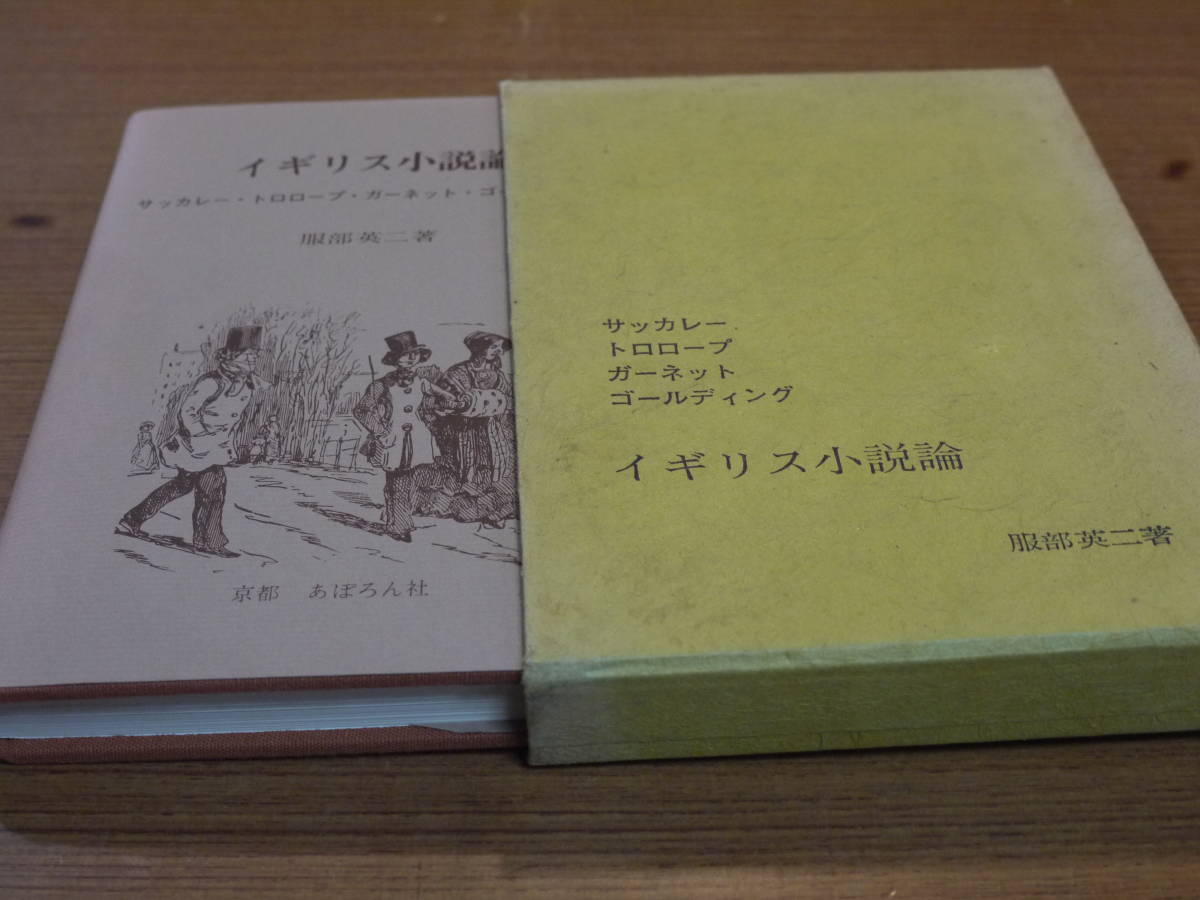 イギリス小説論
サッカレー・トロロープ・ガーネット・ゴー
服部英二著
京都 あぽろん社
サッカレー
トロロープ
ガーネット
ゴールディング
イギリス小説論
服部英二著